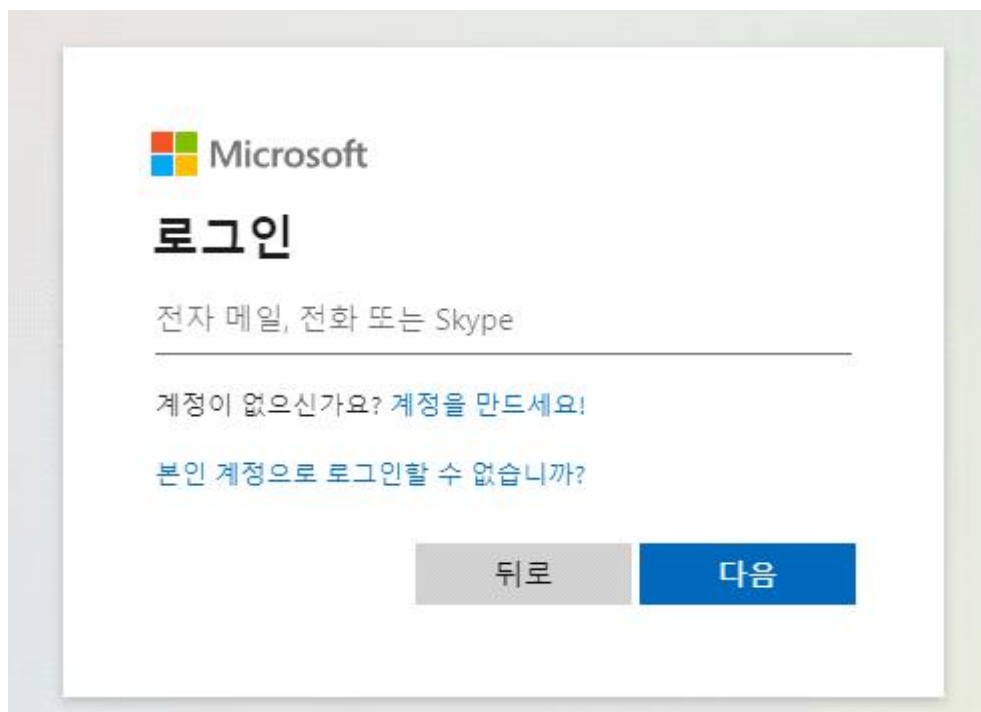 Microsoft
로그인
전자 메일, 전화 또는 Skype
계정이 없으신가요? 계정을 만드세요!
본인 계정으로 로그인할 수 없습니까?
뒤로
다음